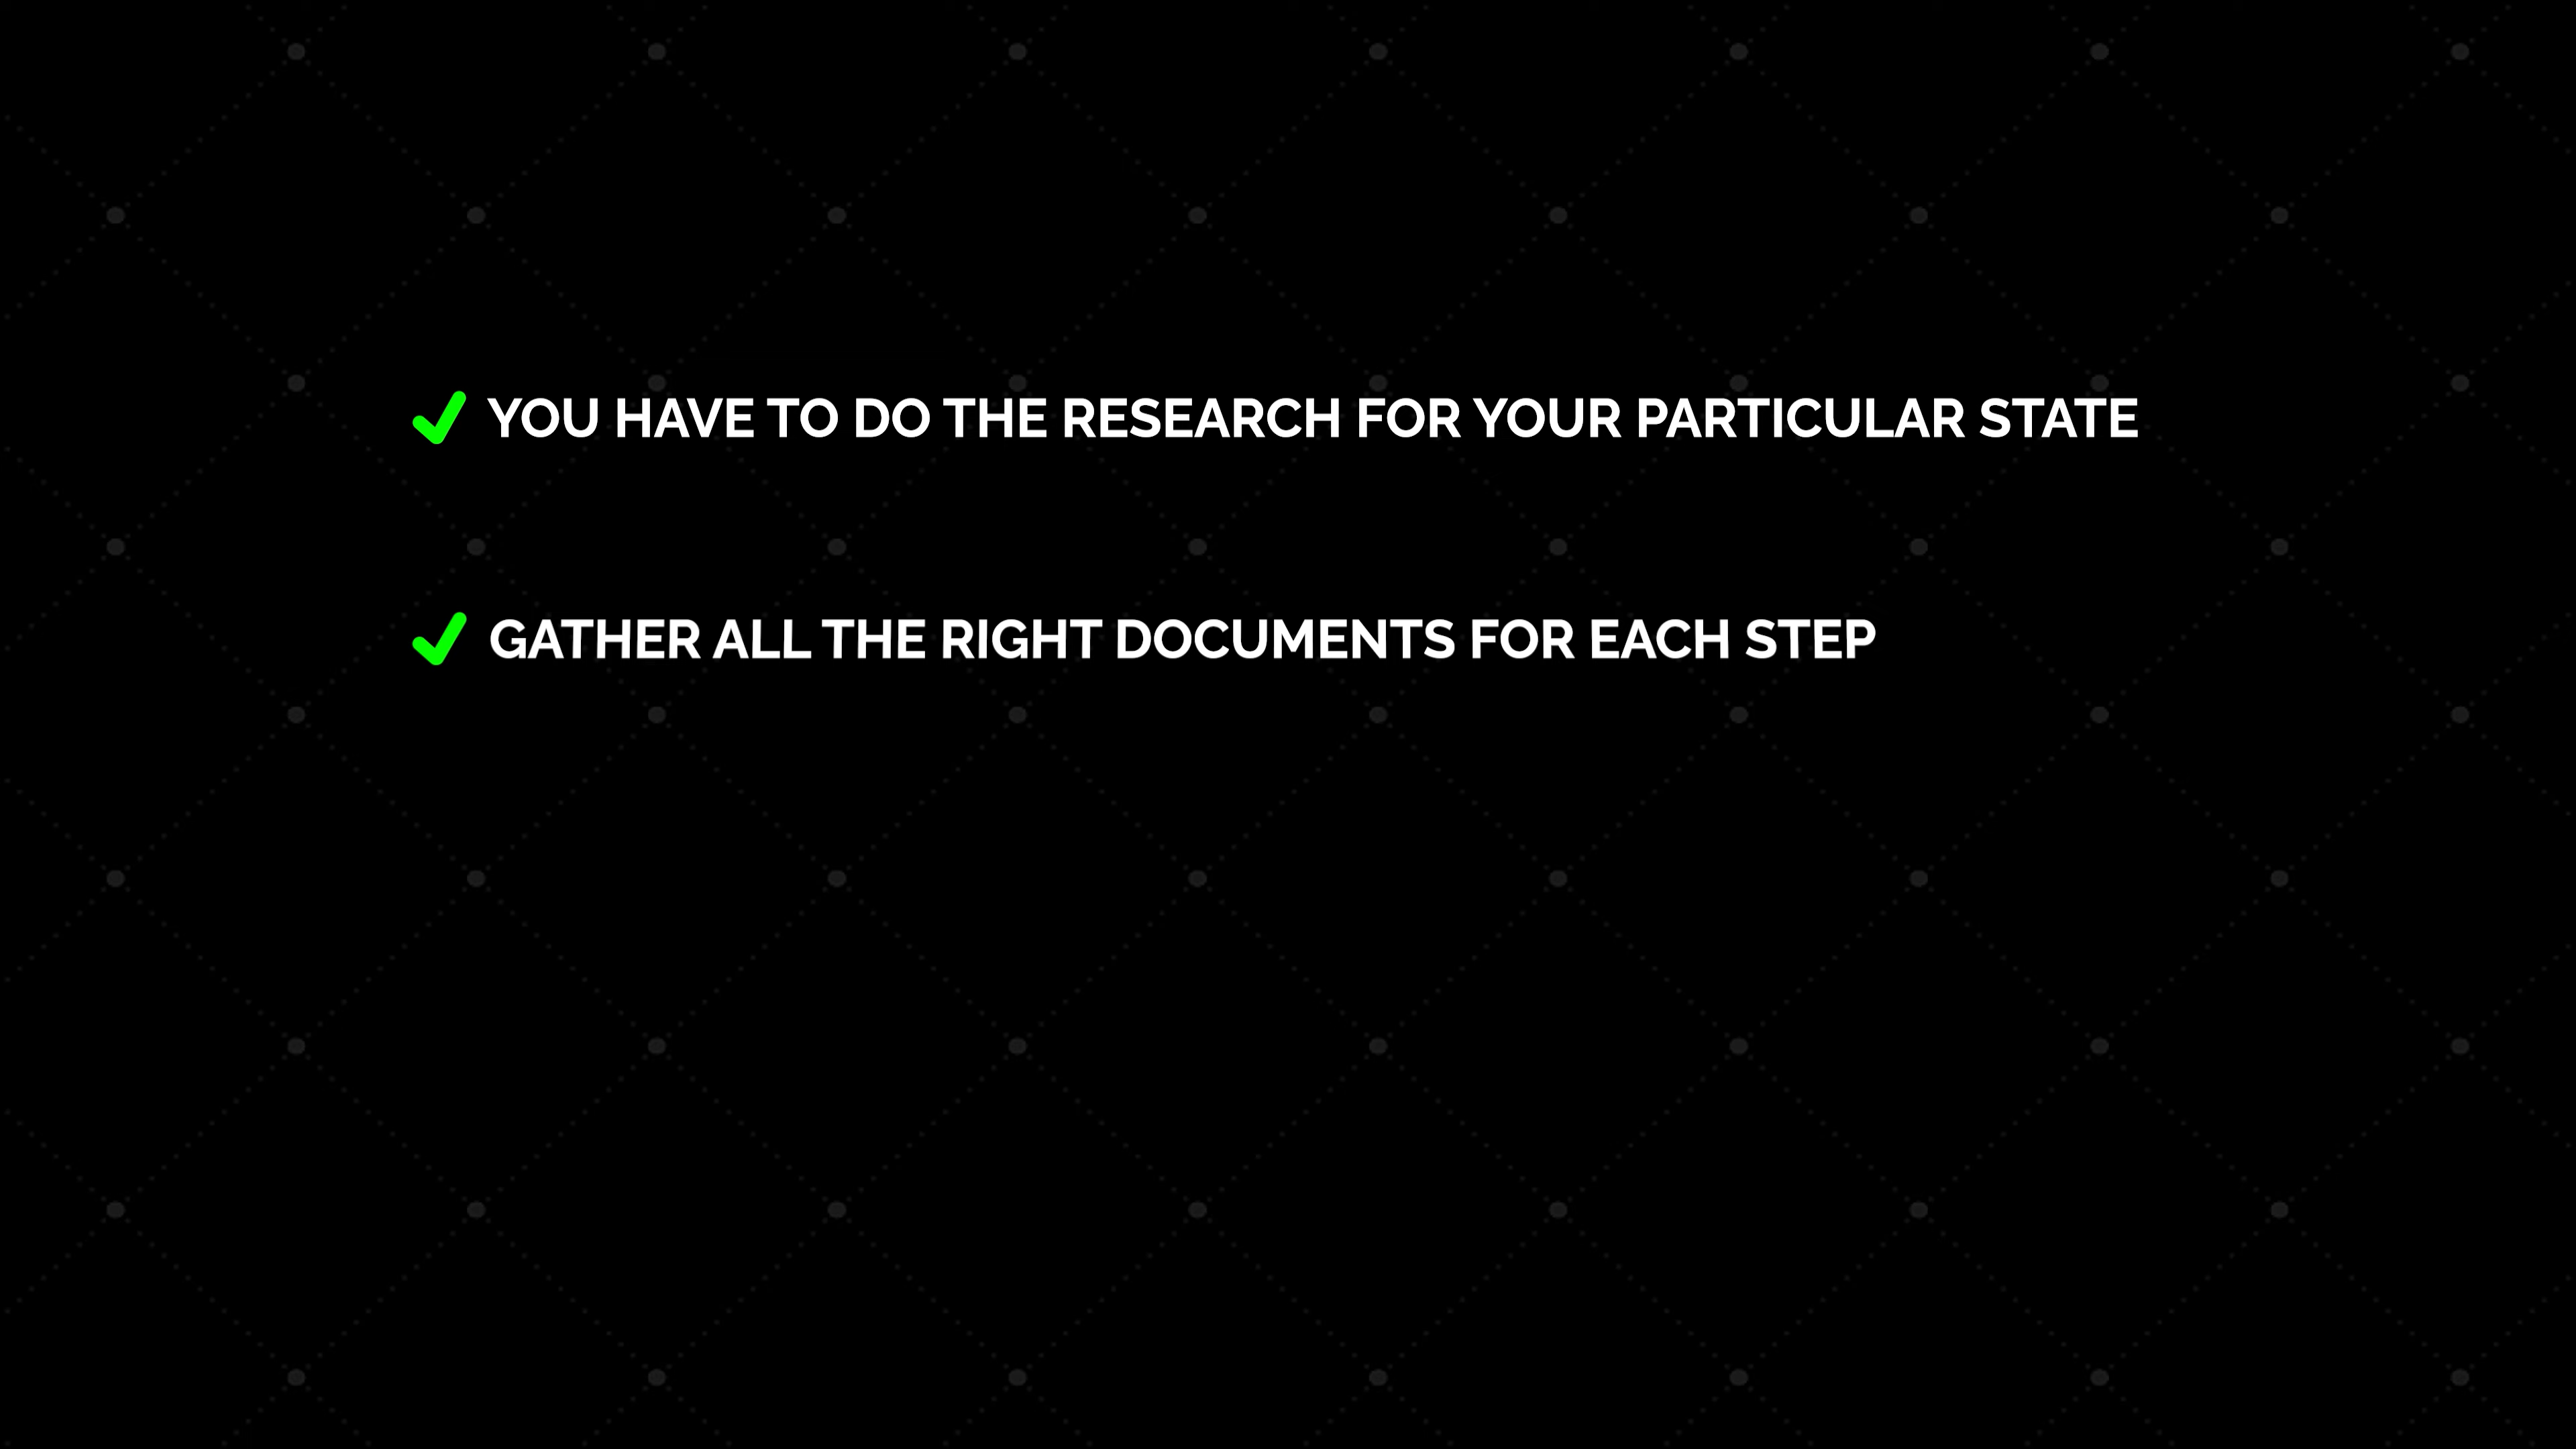 YOU HAVE TO DO THE RESEARCH FOR YOUR PARTICULAR STATE
GATHER ALL THE RIGHT DOCUMENTS FOR EACH STEP